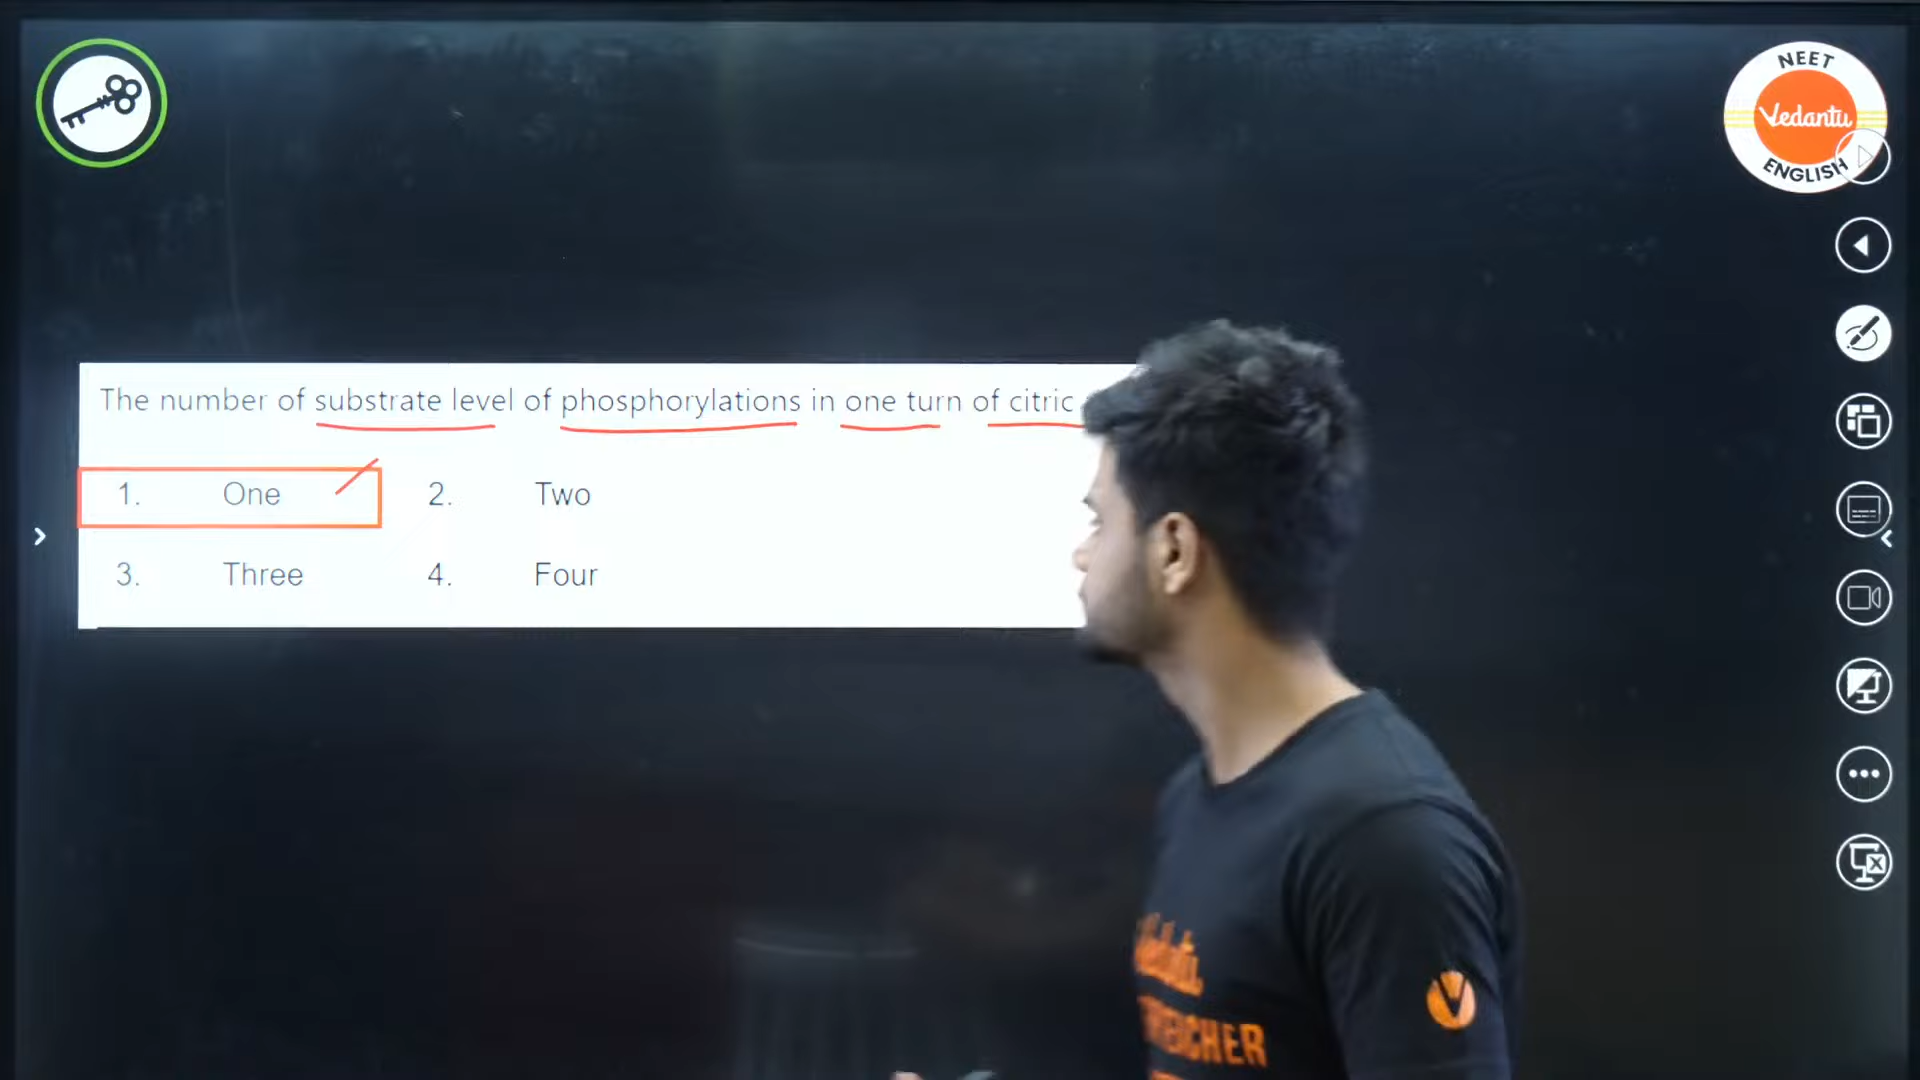 NEET
Vedantu
ENGLISH
The number of substrate level of phosphorylations in one turn of citric
1. One 2. Two
3. Three 4. Four
REICHER